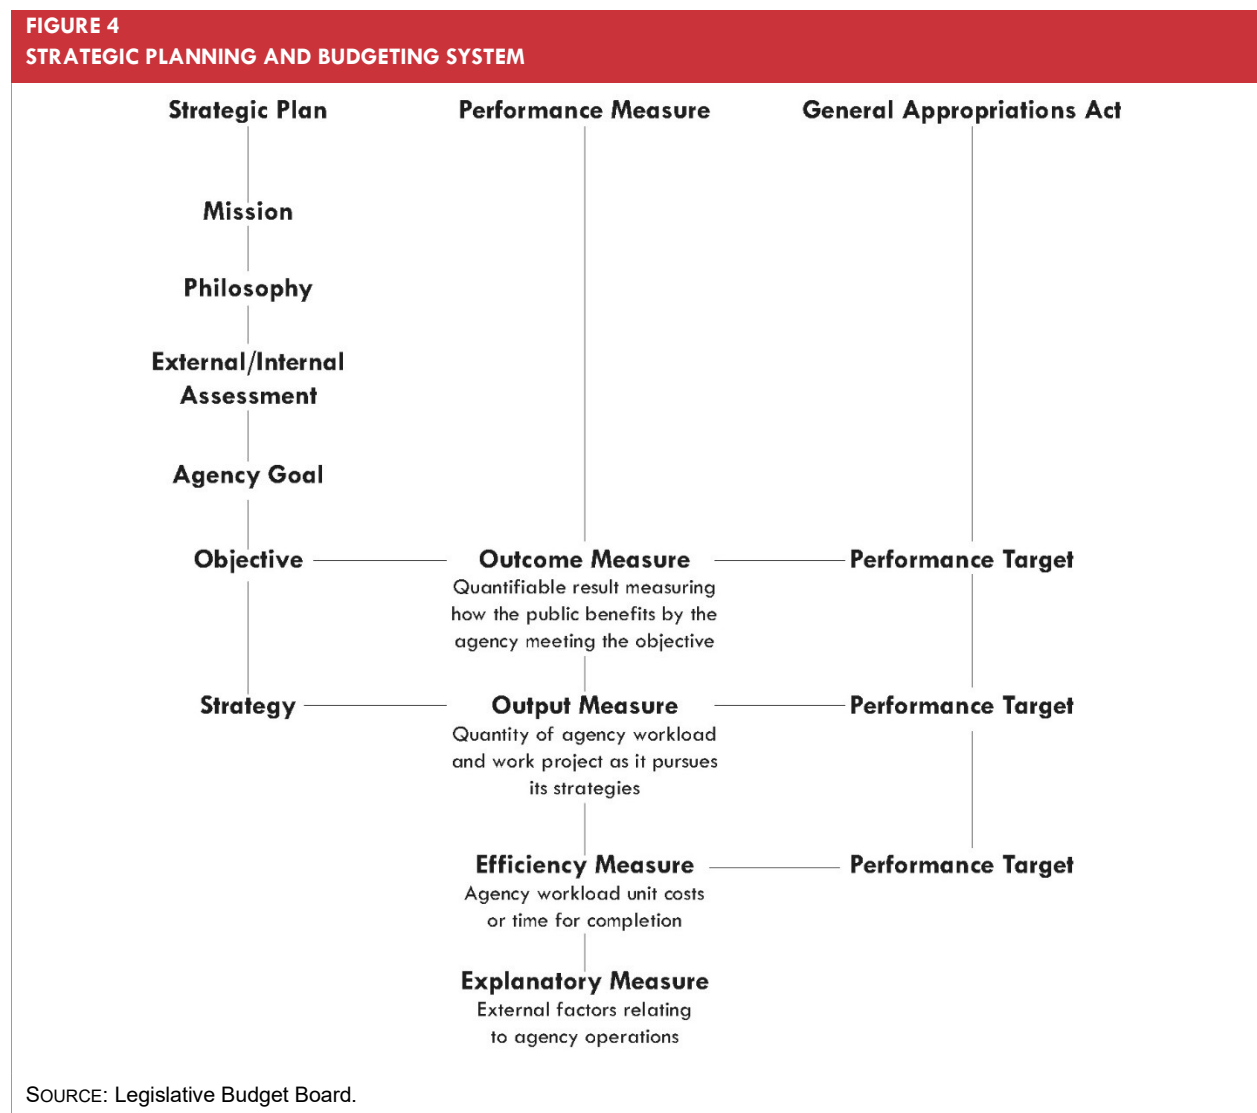 FIGURE 4
STRATEGIC PLANNING AND BUDGETING SYSTEM
Strategic Plan
Performance Measure
General Appropriations Act
Mission
Philosophy
External/Internal
Assessment
Agency Goal
Objective
Outcome Measure
Performance Target
Quantifiable result measuring
how the public benefits by the
agency meeting the objective
Strategy
Output Measure
Performance Target
Quantity of agency workload
and work project as it pursues
its strategies
Efficiency Measure
Performance Target
Agency workload unit costs
or time for completion
Explanatory Measure
External factors relating
to agency operations
SOURCE: Legislative Budget Board.